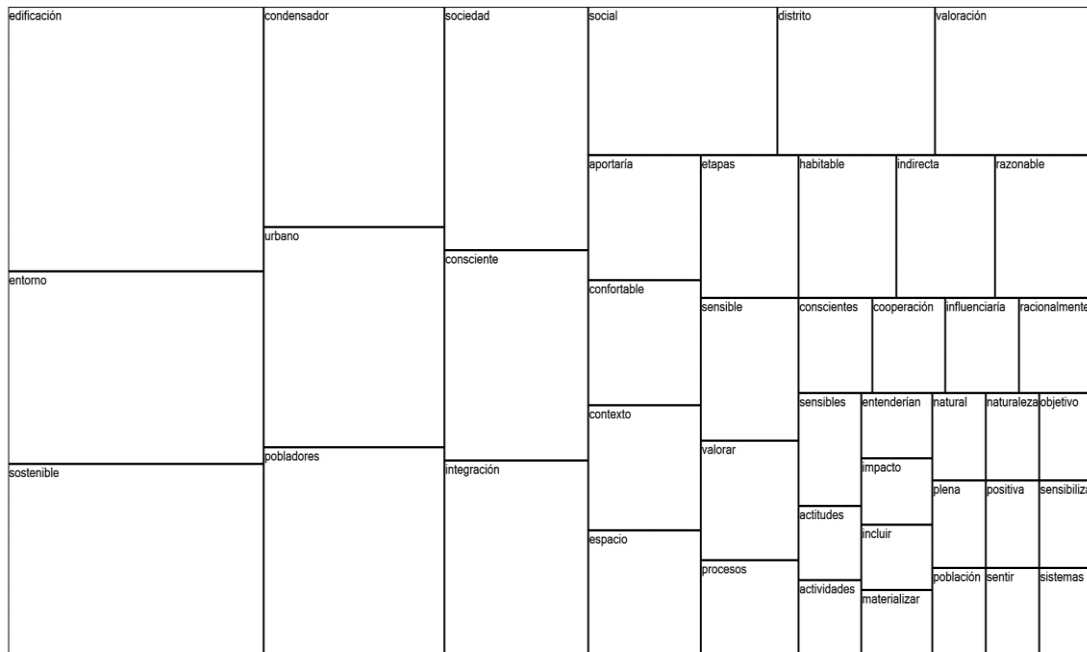 edificación
condensador
sociedad
social
distrito
valoración
aportaría
etapas
habitable
indirecta
razonable
urbano
consciente
entorno
confortable
sensible
conscientes
cooperación
influenciaría
racionalmente
sensibles
entenderían
natural
naturaleza
objetivo
contexto
valorar
pobladores
integración
sostenible
impacto
plena
positiva
sensibiliza
actitudes
incluir
espacio
procesos
actividades
materializar
población
sentir
sistemas